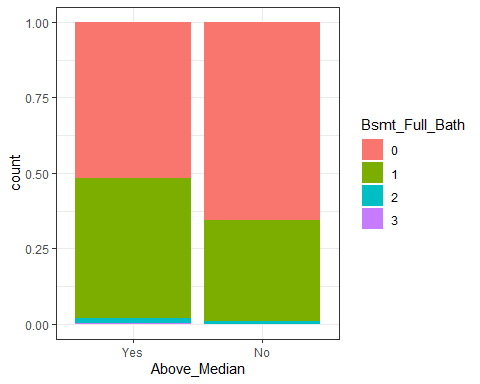 1.00
0.75
0.50
0.25
0.00
count
Yes No
Above_Median
Bsmt_Full_Bath
0
1
2
3